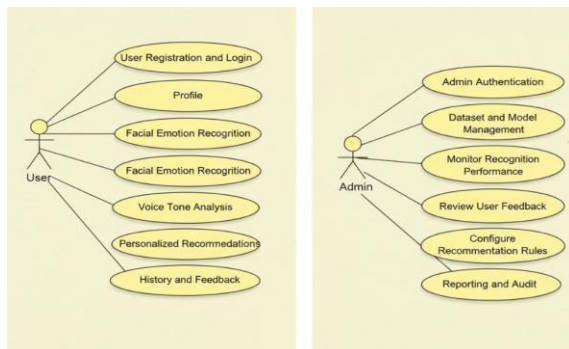 User Registration and Login
Profile
Facial Emotion Recognition
Facial Emotion Recognition
User
Voice Tone Analysis
Personalized Recommedations
History and Feedback
Admin Authentication
Dataset and Model
Management
Monitor Recognition
Performance
Admin
Review User Feedback
Configure
Recommentation Rules
Reporting and Audit